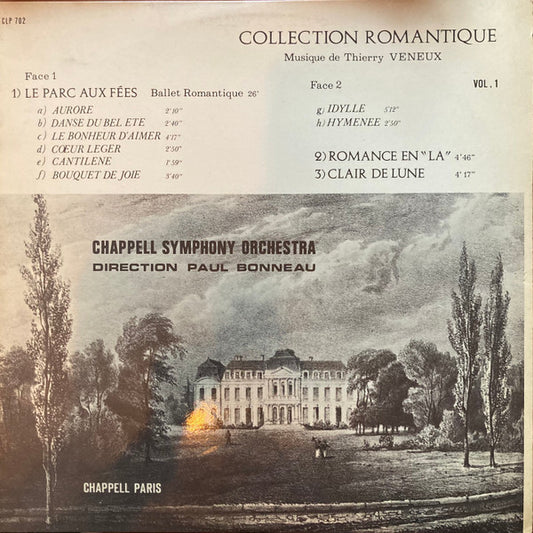 CLP 702
COLLECTION ROMANTIQUE
Musique de Thierry VENEUX
Face 1
1) LE PARC AUX FÉES Ballet Romantique 26'
a) AURORE 2'10"
b) DANSE DU BEL ETE 2'40"
c) LE BONHEUR D'AIMER 4'17"
d) CŒUR LEGER 2'50"
e) CANTILENE 1'59"
f) BOUQUET DE JOIE 3'40"
Face 2 VOL. 1
g) IDYLLE 5'12"
h) HYMENEE 2'50"
2) ROMANCE EN "LA" 4'46"
3) CLAIR DE LUNE 4'17"
CHAPPELL SYMPHONY ORCHESTRA
DIRECTION PAUL BONNEAU
CHAPPELL PARIS